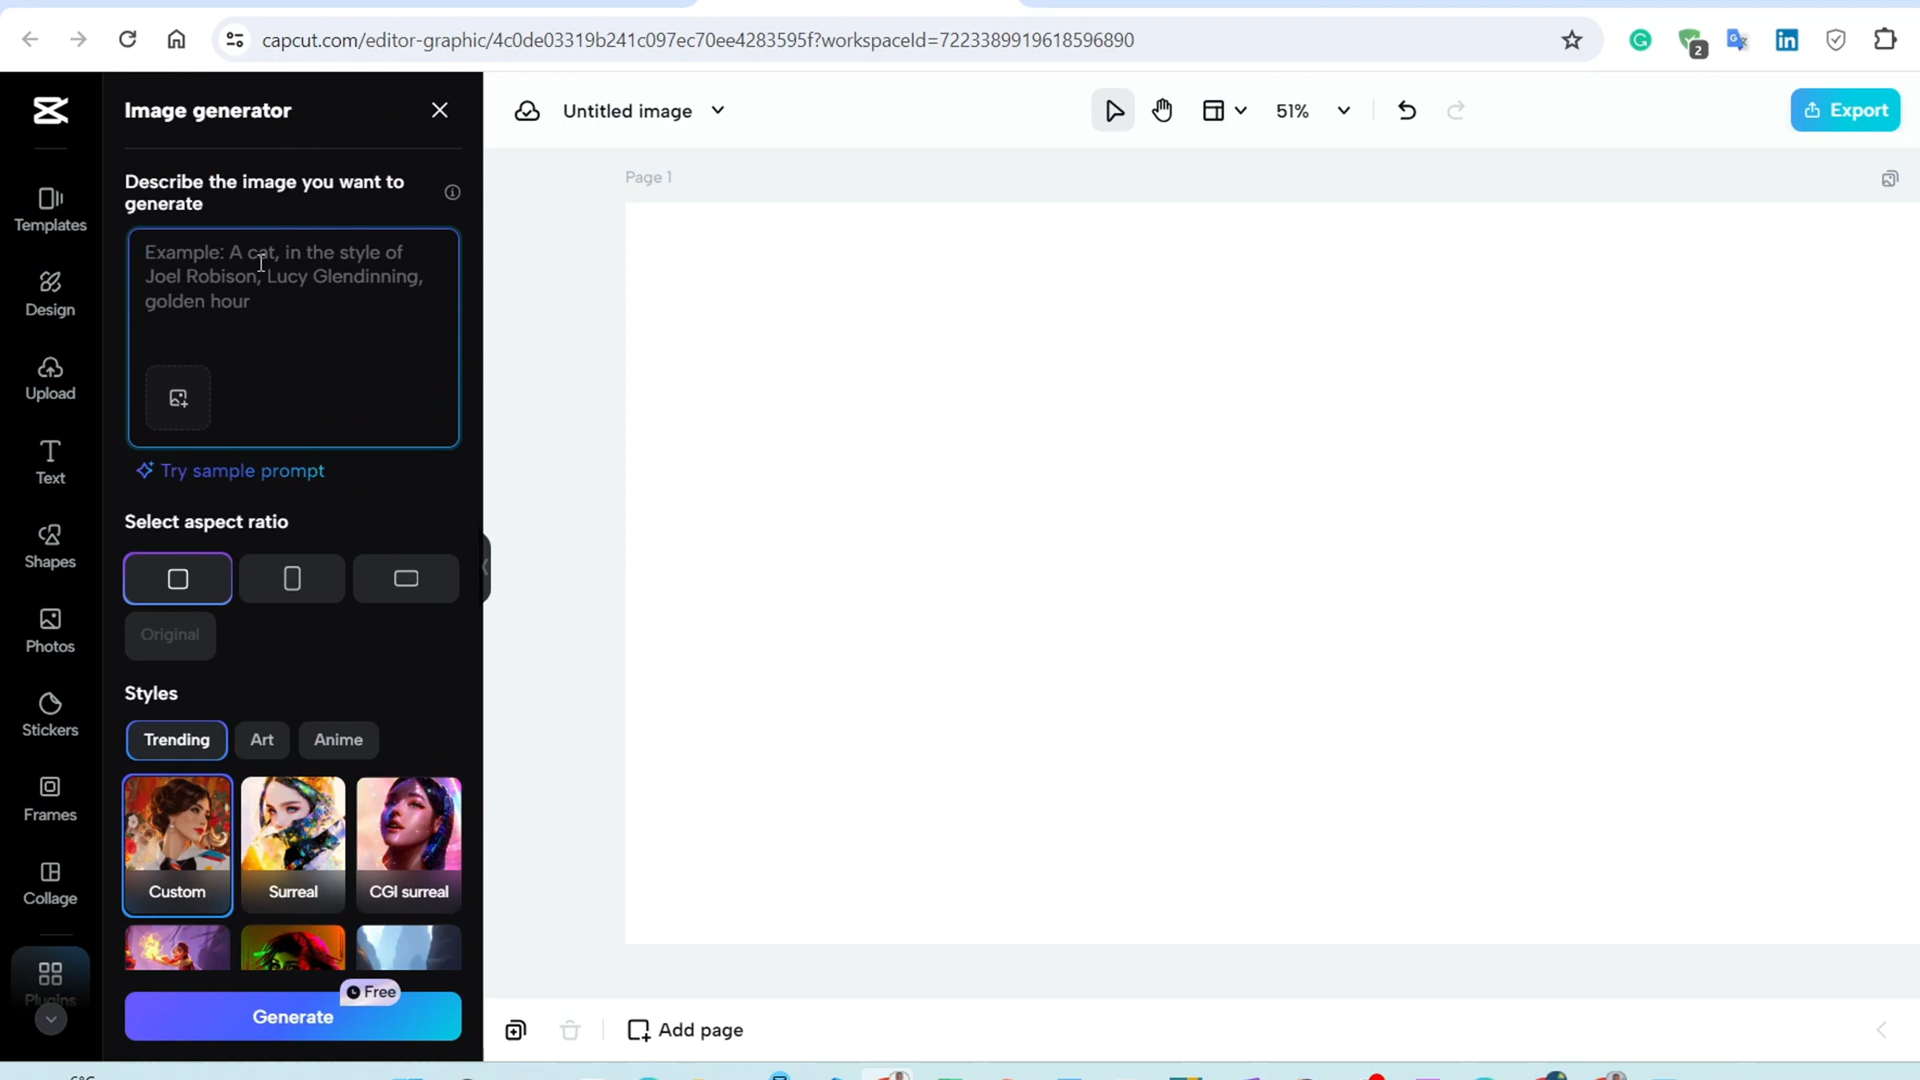 capcut.com/editor-graphic/4c0de03319b241c097ec70ee4283595f?workspaceId=7223389919618596890
2
Image generator
Untitled image
51%
Export
Describe the image you want to
generate
Example: A cat, in the style of
Joel Robison, Lucy Glendinning,
golden hour
Try sample prompt
Select aspect ratio
Original
Styles
Trending
Art
Anime
Custom
Surreal
CGI surreal
Free
Generate
Templates
Design
Upload
Text
Shapes
Photos
Stickers
Frames
Collage
Plugins
Page 1
Add page